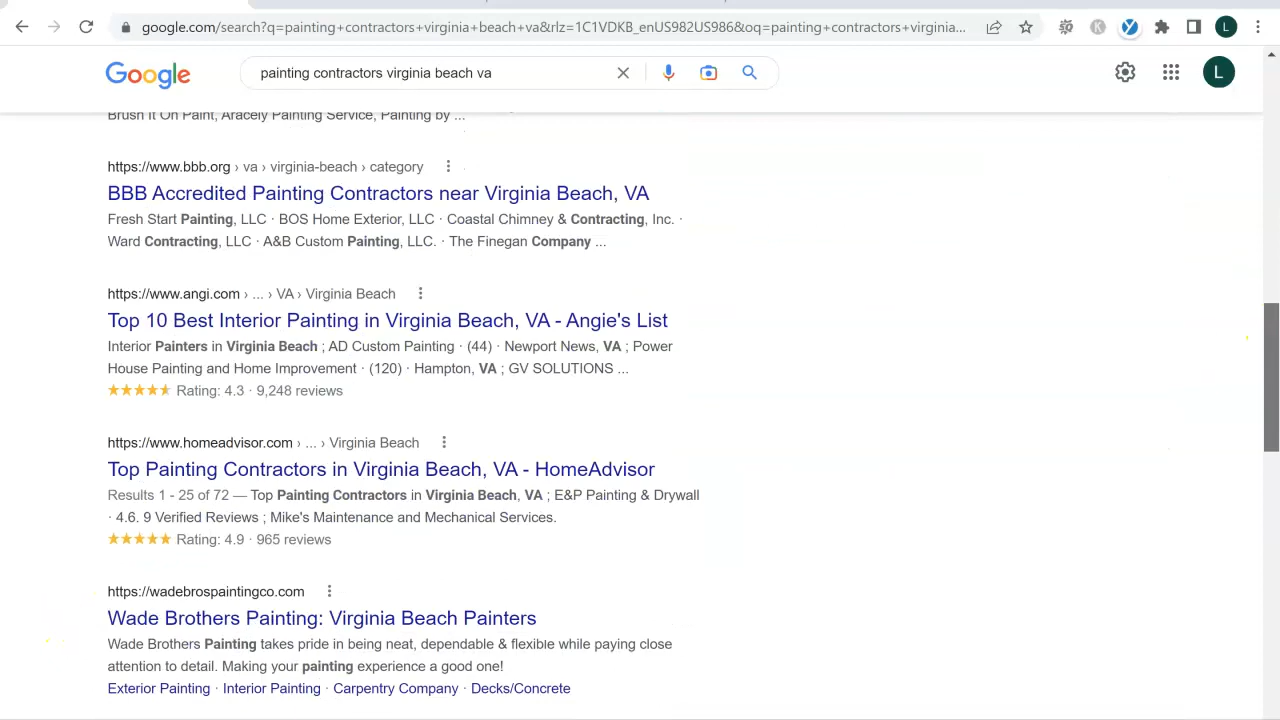 google.com/search?q=painting+contractors+virginia+beach+va&rlz=1C1VDKB_enUS982US986&oq=painting+contractors+virginia...
K
L
Google
painting contractors virginia beach va
L
Brush It On Paint, Aracely Painting Service, Painting by ...
https://www.bbb.org › va › virginia-beach › category
BBB Accredited Painting Contractors near Virginia Beach, VA
Fresh Start Painting, LLC · BOS Home Exterior, LLC · Coastal Chimney & Contracting, Inc. ·
Ward Contracting, LLC · A&B Custom Painting, LLC. · The Finegan Company ...
https://www.angi.com › ... › VA › Virginia Beach
Top 10 Best Interior Painting in Virginia Beach, VA - Angie's List
Interior Painters in Virginia Beach ; AD Custom Painting · (44) · Newport News, VA ; Power
House Painting and Home Improvement · (120) · Hampton, VA ; GV SOLUTIONS ...
Rating: 4.3 · 9,248 reviews
https://www.homeadvisor.com › ... › Virginia Beach
Top Painting Contractors in Virginia Beach, VA - HomeAdvisor
Results 1 - 25 of 72 — Top Painting Contractors in Virginia Beach, VA ; E&P Painting & Drywall
· 4.6. 9 Verified Reviews ; Mike's Maintenance and Mechanical Services.
Rating: 4.9 · 965 reviews
https://wadebrospaintingco.com
Wade Brothers Painting: Virginia Beach Painters
Wade Brothers Painting takes pride in being neat, dependable & flexible while paying close
attention to detail. Making your painting experience a good one!
Exterior Painting · Interior Painting · Carpentry Company · Decks/Concrete